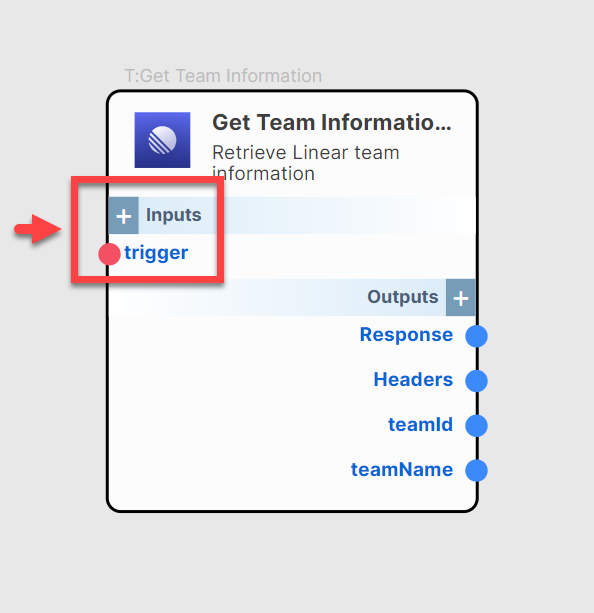 T:Get Team Information
Get Team Informatio...
Retrieve Linear team
information
+ Inputs
trigger
Outputs +
Response
Headers
teamId
teamName